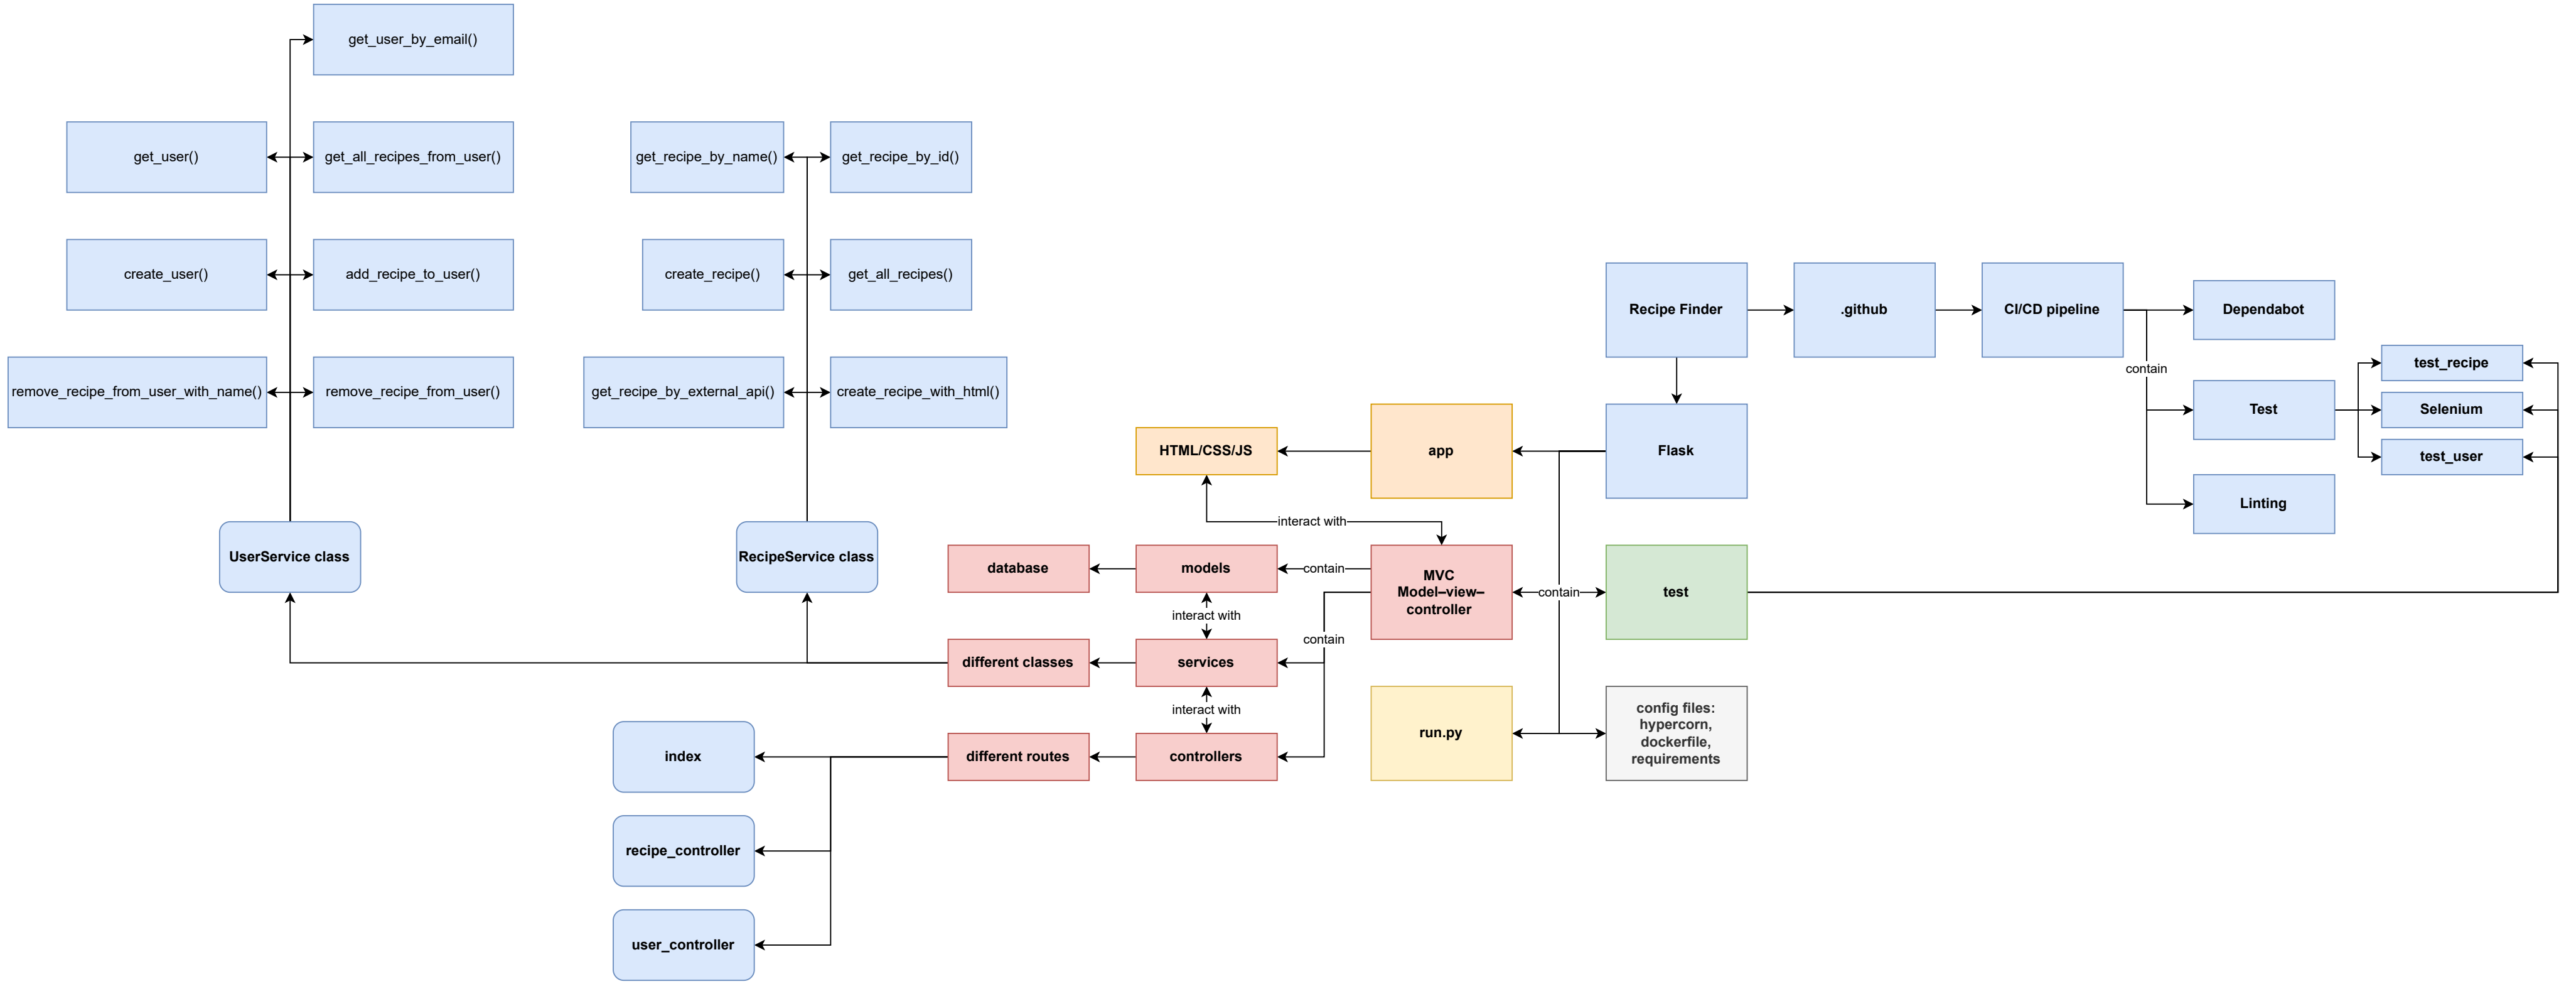 get_user_by_email()
get_user()
get_all_recipes_from_user()
get_recipe_by_name()
get_recipe_by_id()
create_user()
add_recipe_to_user()
create_recipe()
get_all_recipes()
remove_recipe_from_user_with_name()
remove_recipe_from_user()
get_recipe_by_external_api()
create_recipe_with_html()
Recipe Finder
.github
CI/CD pipeline
Dependabot
contain
test_recipe
Test
Selenium
test_user
Linting
HTML/CSS/JS
app
Flask
interact with
UserService class
RecipeService class
database
models
contain
MVC
Model–view–
controller
contain
test
interact with
contain
different classes
services
interact with
different routes
controllers
run.py
config files:
hypercorn,
dockerfile,
requirements
index
recipe_controller
user_controller